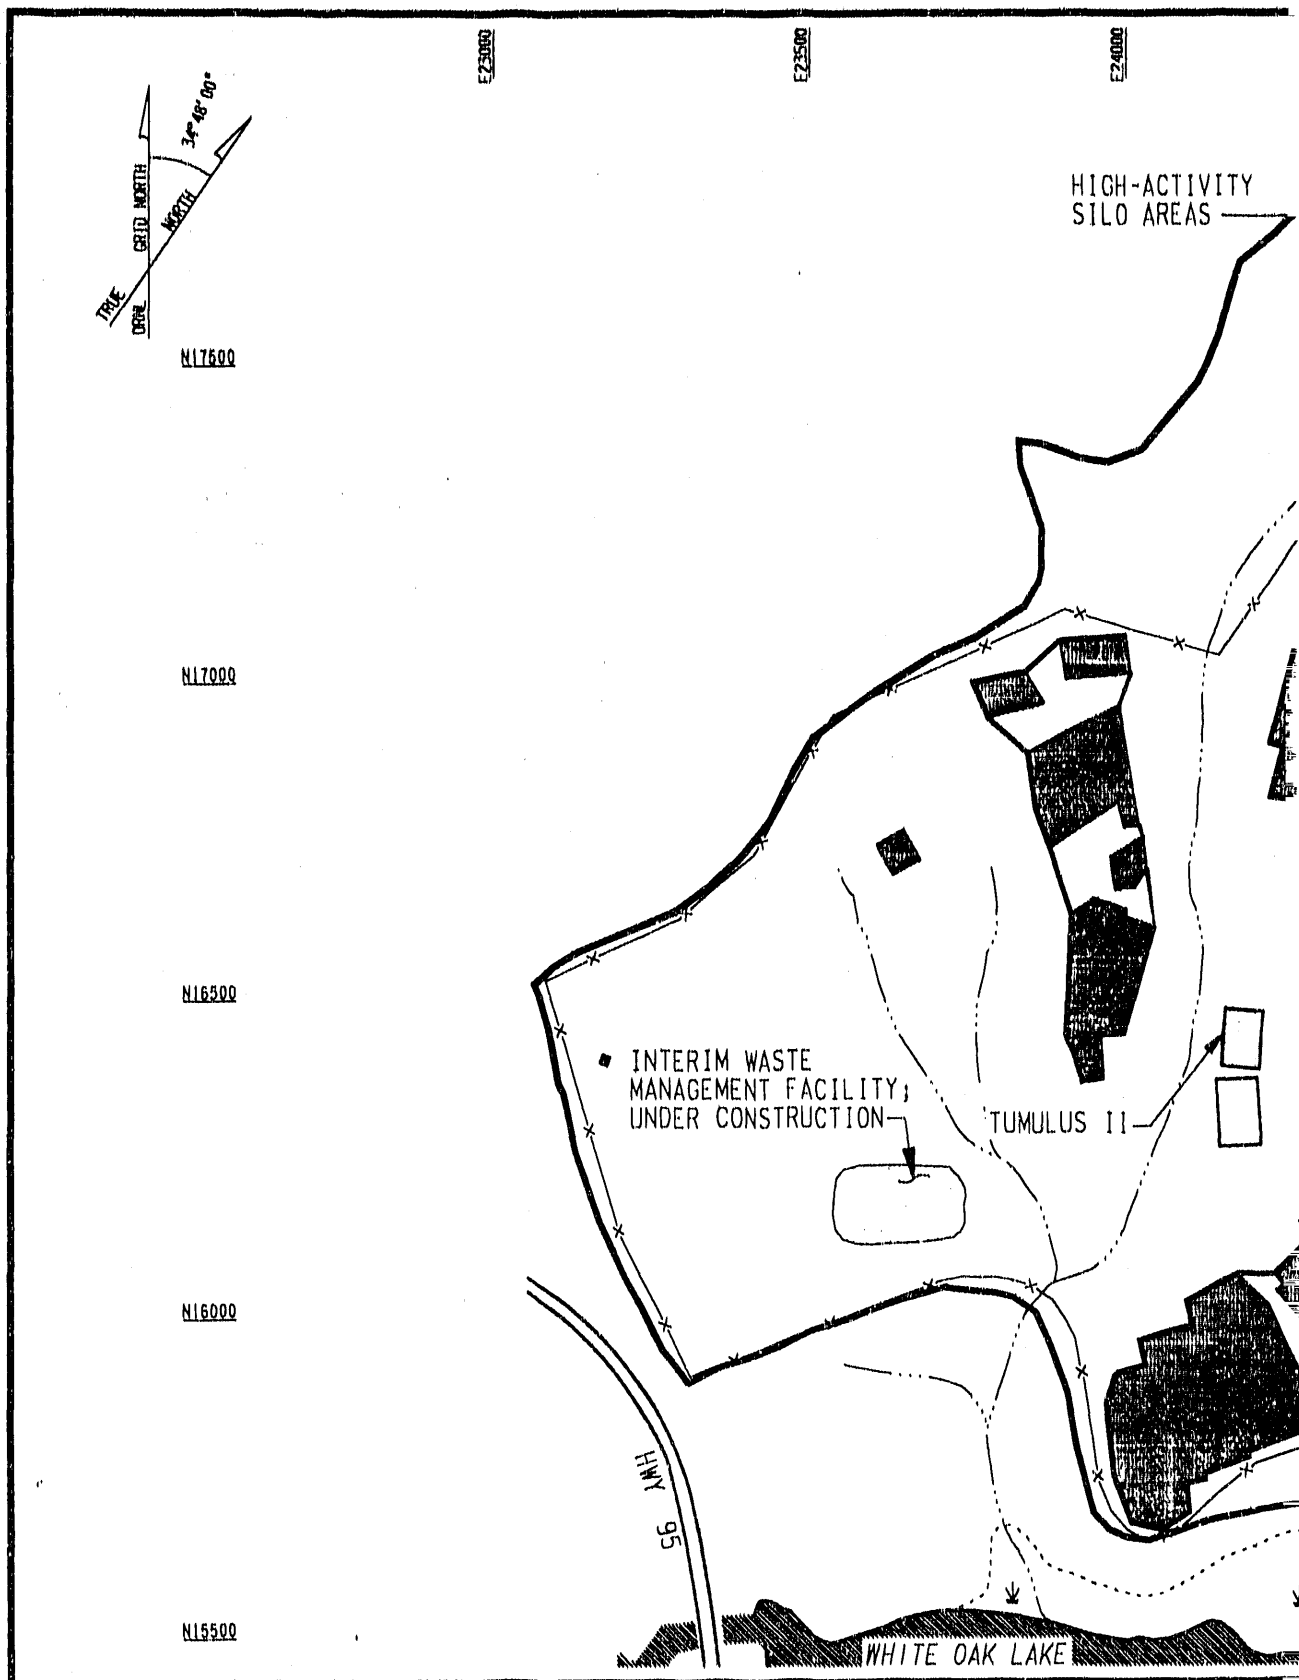 E23000
E23500
E24000
34° 48' 00"
GRID NORTH
NORTH
TRUE
ORNL
HIGH-ACTIVITY
SILO AREAS
N17500
N17000
N16500
INTERIM WASTE
MANAGEMENT FACILITY;
UNDER CONSTRUCTION
TUMULUS II
N16000
HWY 95
N15500
WHITE OAK LAKE